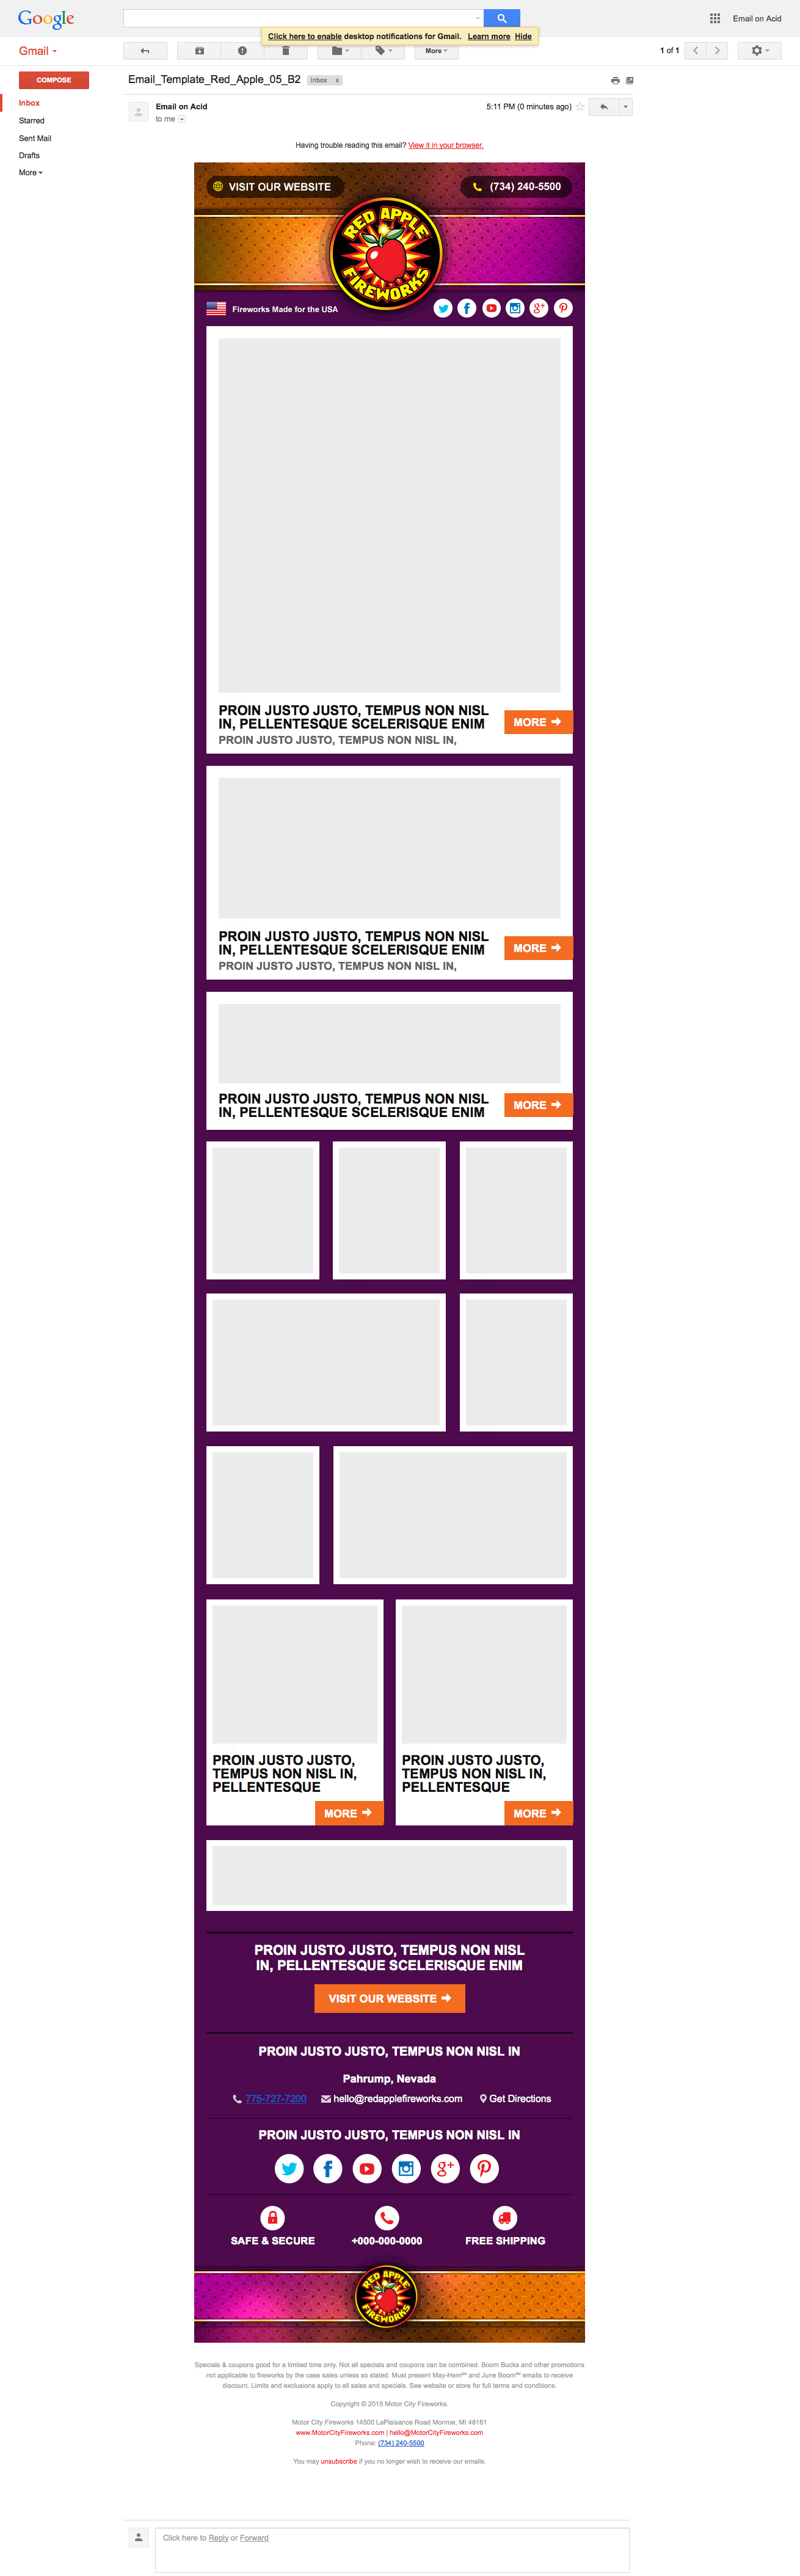 Google
Email on Acid
Click here to enable desktop notifications for Gmail. Learn more Hide
Gmail
More
1 of 1
COMPOSE
Inbox
Starred
Sent Mail
Drafts
More
Email_Template_Red_Apple_05_B2 Inbox x
Email on Acid
5:11 PM (0 minutes ago)
to me
Having trouble reading this email? View it in your browser.
VISIT OUR WEBSITE
(734) 240-5500
RED APPLE
FIREWORKS
Fireworks Made for the USA
PROIN JUSTO JUSTO, TEMPUS NON NISL
IN, PELLENTESQUE SCELERISQUE ENIM
MORE
PROIN JUSTO JUSTO, TEMPUS NON NISL IN,
PROIN JUSTO JUSTO, TEMPUS NON NISL
IN, PELLENTESQUE SCELERISQUE ENIM
MORE
PROIN JUSTO JUSTO, TEMPUS NON NISL IN,
PROIN JUSTO JUSTO, TEMPUS NON NISL
IN, PELLENTESQUE SCELERISQUE ENIM
MORE
PROIN JUSTO JUSTO,
TEMPUS NON NISL IN,
PELLENTESQUE
MORE
PROIN JUSTO JUSTO,
TEMPUS NON NISL IN,
PELLENTESQUE
MORE
PROIN JUSTO JUSTO, TEMPUS NON NISL
IN, PELLENTESQUE SCELERISQUE ENIM
VISIT OUR WEBSITE
PROIN JUSTO JUSTO, TEMPUS NON NISL IN
Pahrump, Nevada
775-727-7200 hello@redapplefireworks.com Get Directions
PROIN JUSTO JUSTO, TEMPUS NON NISL IN
SAFE & SECURE
+000-000-0000
FREE SHIPPING
RED APPLE
FIREWORKS
Specials & coupons good for a limited time only. Not all specials and coupons can be combined. Boom Bucks and other promotions
not applicable to fireworks by the case sales unless so stated. Must present May-Hem℠ and June Boom℠ emails to receive
discount. Limits and exclusions apply to all sales and specials. See website or store for full terms and conditions.
Copyright © 2015 Motor City Fireworks.
Motor City Fireworks 14500 LaPlaisance Road Monroe, MI 48161
www.MotorCityFireworks.com | hello@MotorCityFireworks.com
Phone: (734) 240-5500
You may unsubscribe if you no longer wish to receive our emails.
Click here to Reply or Forward